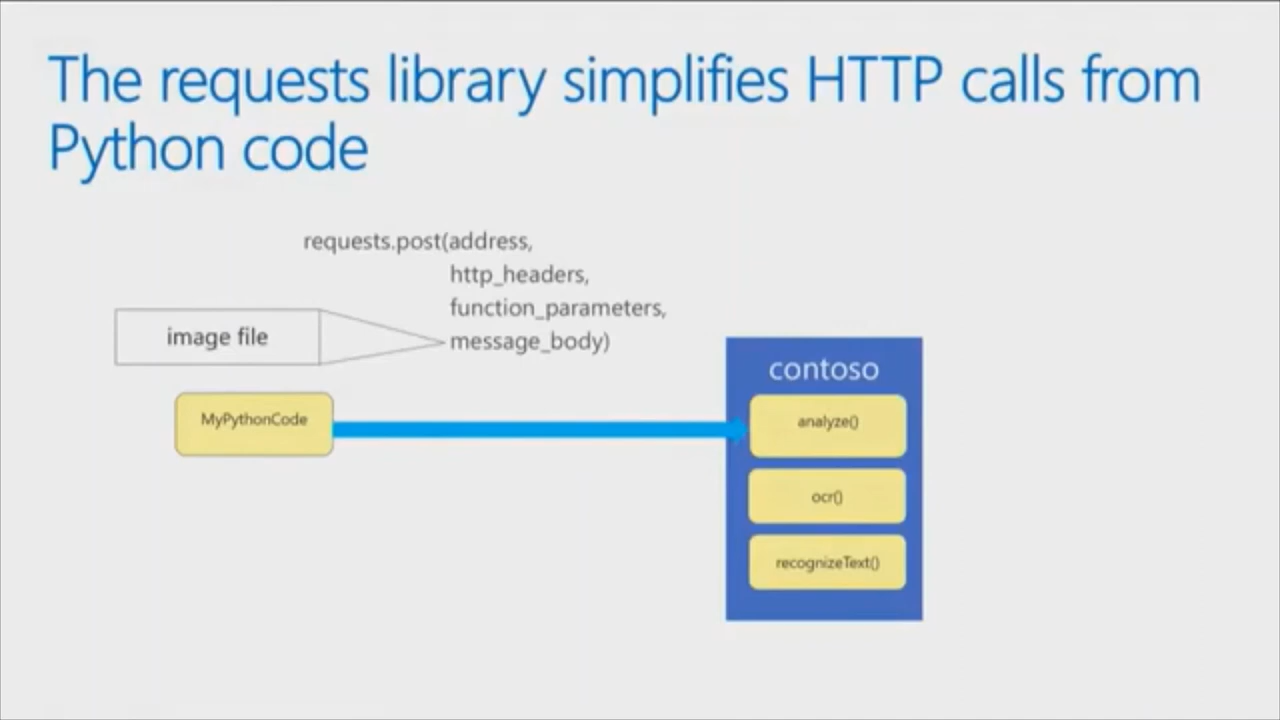 The requests library simplifies HTTP calls from
Python code
requests.post(address,
http_headers,
function_parameters,
message_body)
image file
contoso
MyPythonCode
analyze()
ocr()
recognizeText()